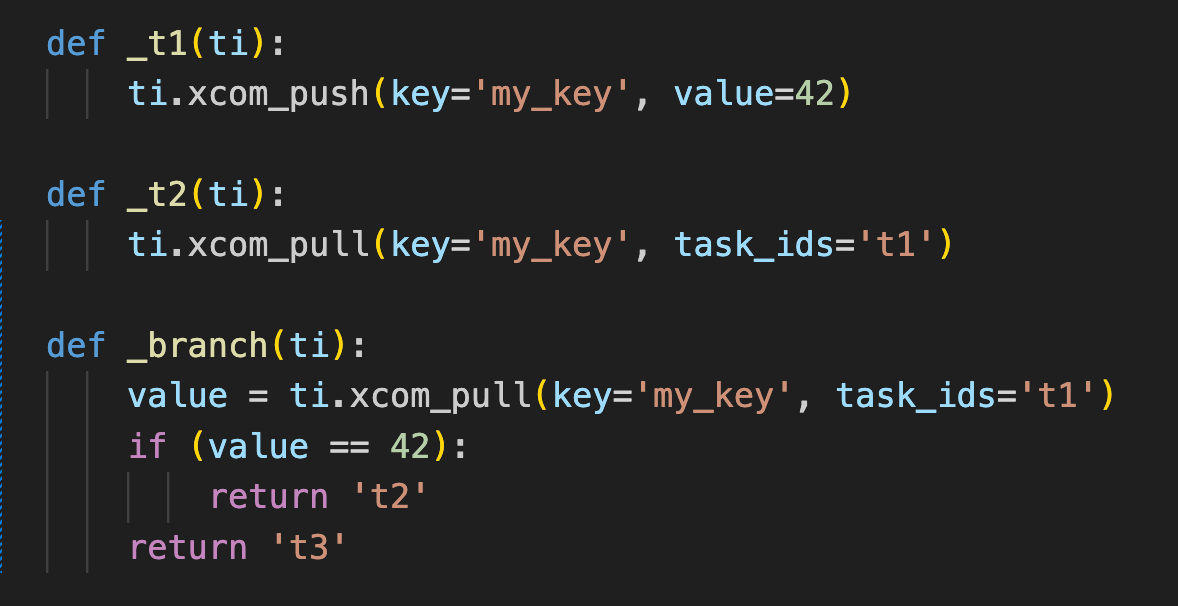 def _t1(ti):
    ti.xcom_push(key='my_key', value=42)

def _t2(ti):
    ti.xcom_pull(key='my_key', task_ids='t1')

def _branch(ti):
    value = ti.xcom_pull(key='my_key', task_ids='t1')
    if (value == 42):
        return 't2'
    return 't3'